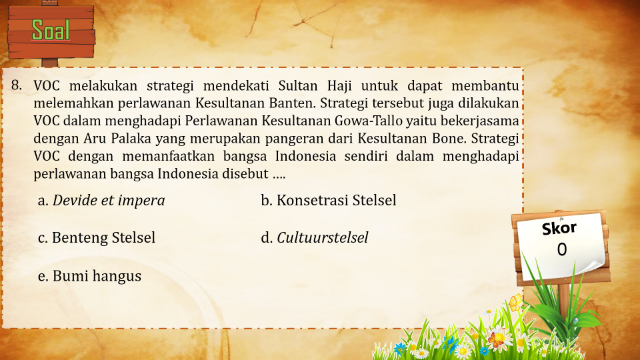 Soal
8. VOC melakukan strategi mendekati Sultan Haji untuk dapat membantu
melemahkan perlawanan Kesultanan Banten. Strategi tersebut juga dilakukan
VOC dalam menghadapi Perlawanan Kesultanan Gowa-Tallo yaitu bekerjasama
dengan Aru Palaka yang merupakan pangeran dari Kesultanan Bone. Strategi
VOC dengan memanfaatkan bangsa Indonesia sendiri dalam menghadapi
perlawanan bangsa Indonesia disebut ....
a. Devide et impera
b. Konsetrasi Stelsel
c. Benteng Stelsel
d. Cultuurstelsel
e. Bumi hangus
Skor
0